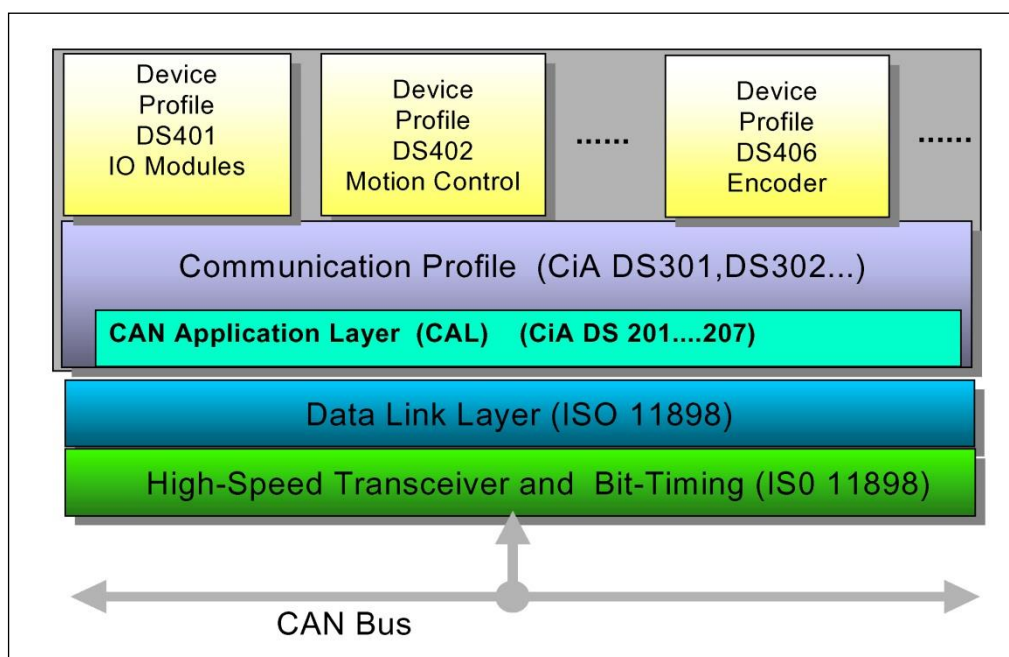 Device
Profile
DS401
IO Modules
Device
Profile
DS402
Motion Control
......
Device
Profile
DS406
Encoder
......
Communication Profile (CiA DS301,DS302...)
CAN Application Layer (CAL) (CiA DS 201....207)
Data Link Layer (ISO 11898)
High-Speed Transceiver and Bit-Timing (IS0 11898)
CAN Bus